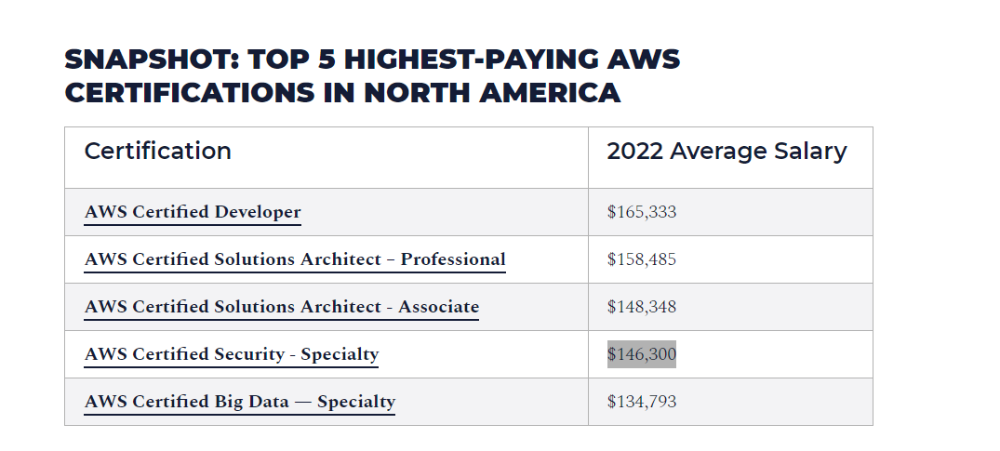 SNAPSHOT: TOP 5 HIGHEST-PAYING AWS
CERTIFICATIONS IN NORTH AMERICA
Certification 2022 Average Salary
AWS Certified Developer $165,333
AWS Certified Solutions Architect – Professional $158,485
AWS Certified Solutions Architect - Associate $148,348
AWS Certified Security - Specialty $146,300
AWS Certified Big Data — Specialty $134,793